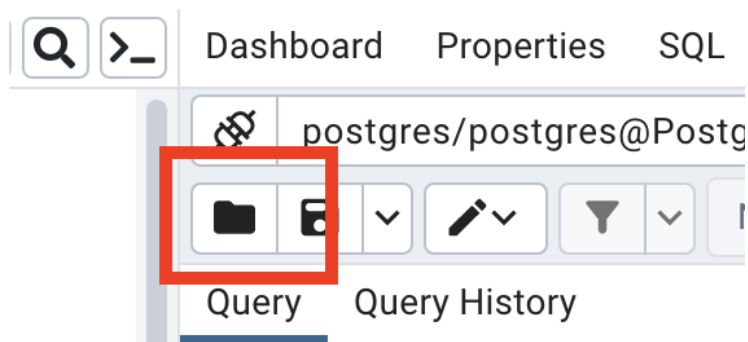 Dashboard Properties SQL
postgres/postgres@Postg
Query Query History